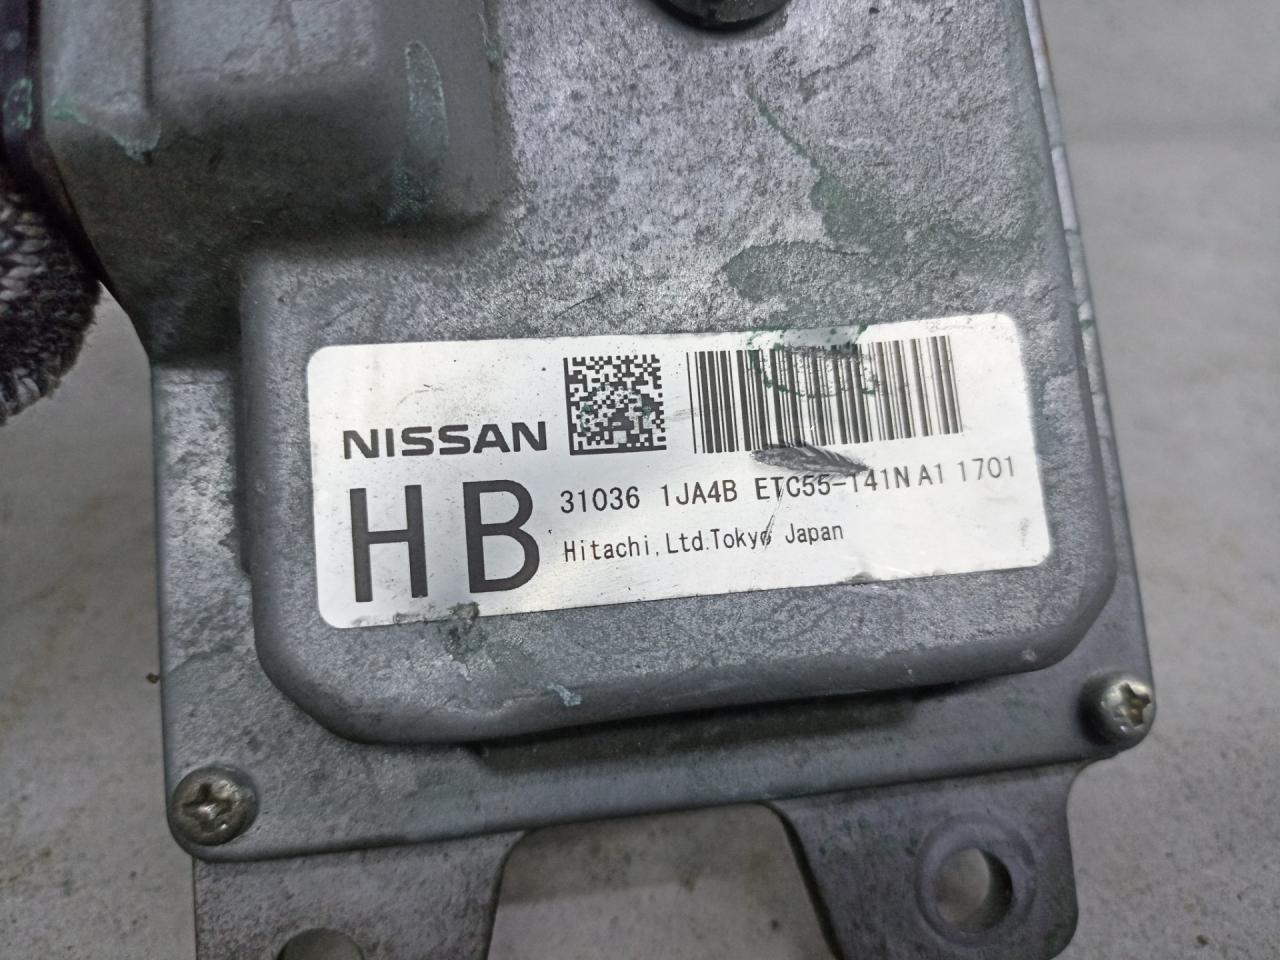 NISSAN
HB
31036 1JA4B ETC55-141N A1 1701
Hitachi,Ltd.Tokyo Japan